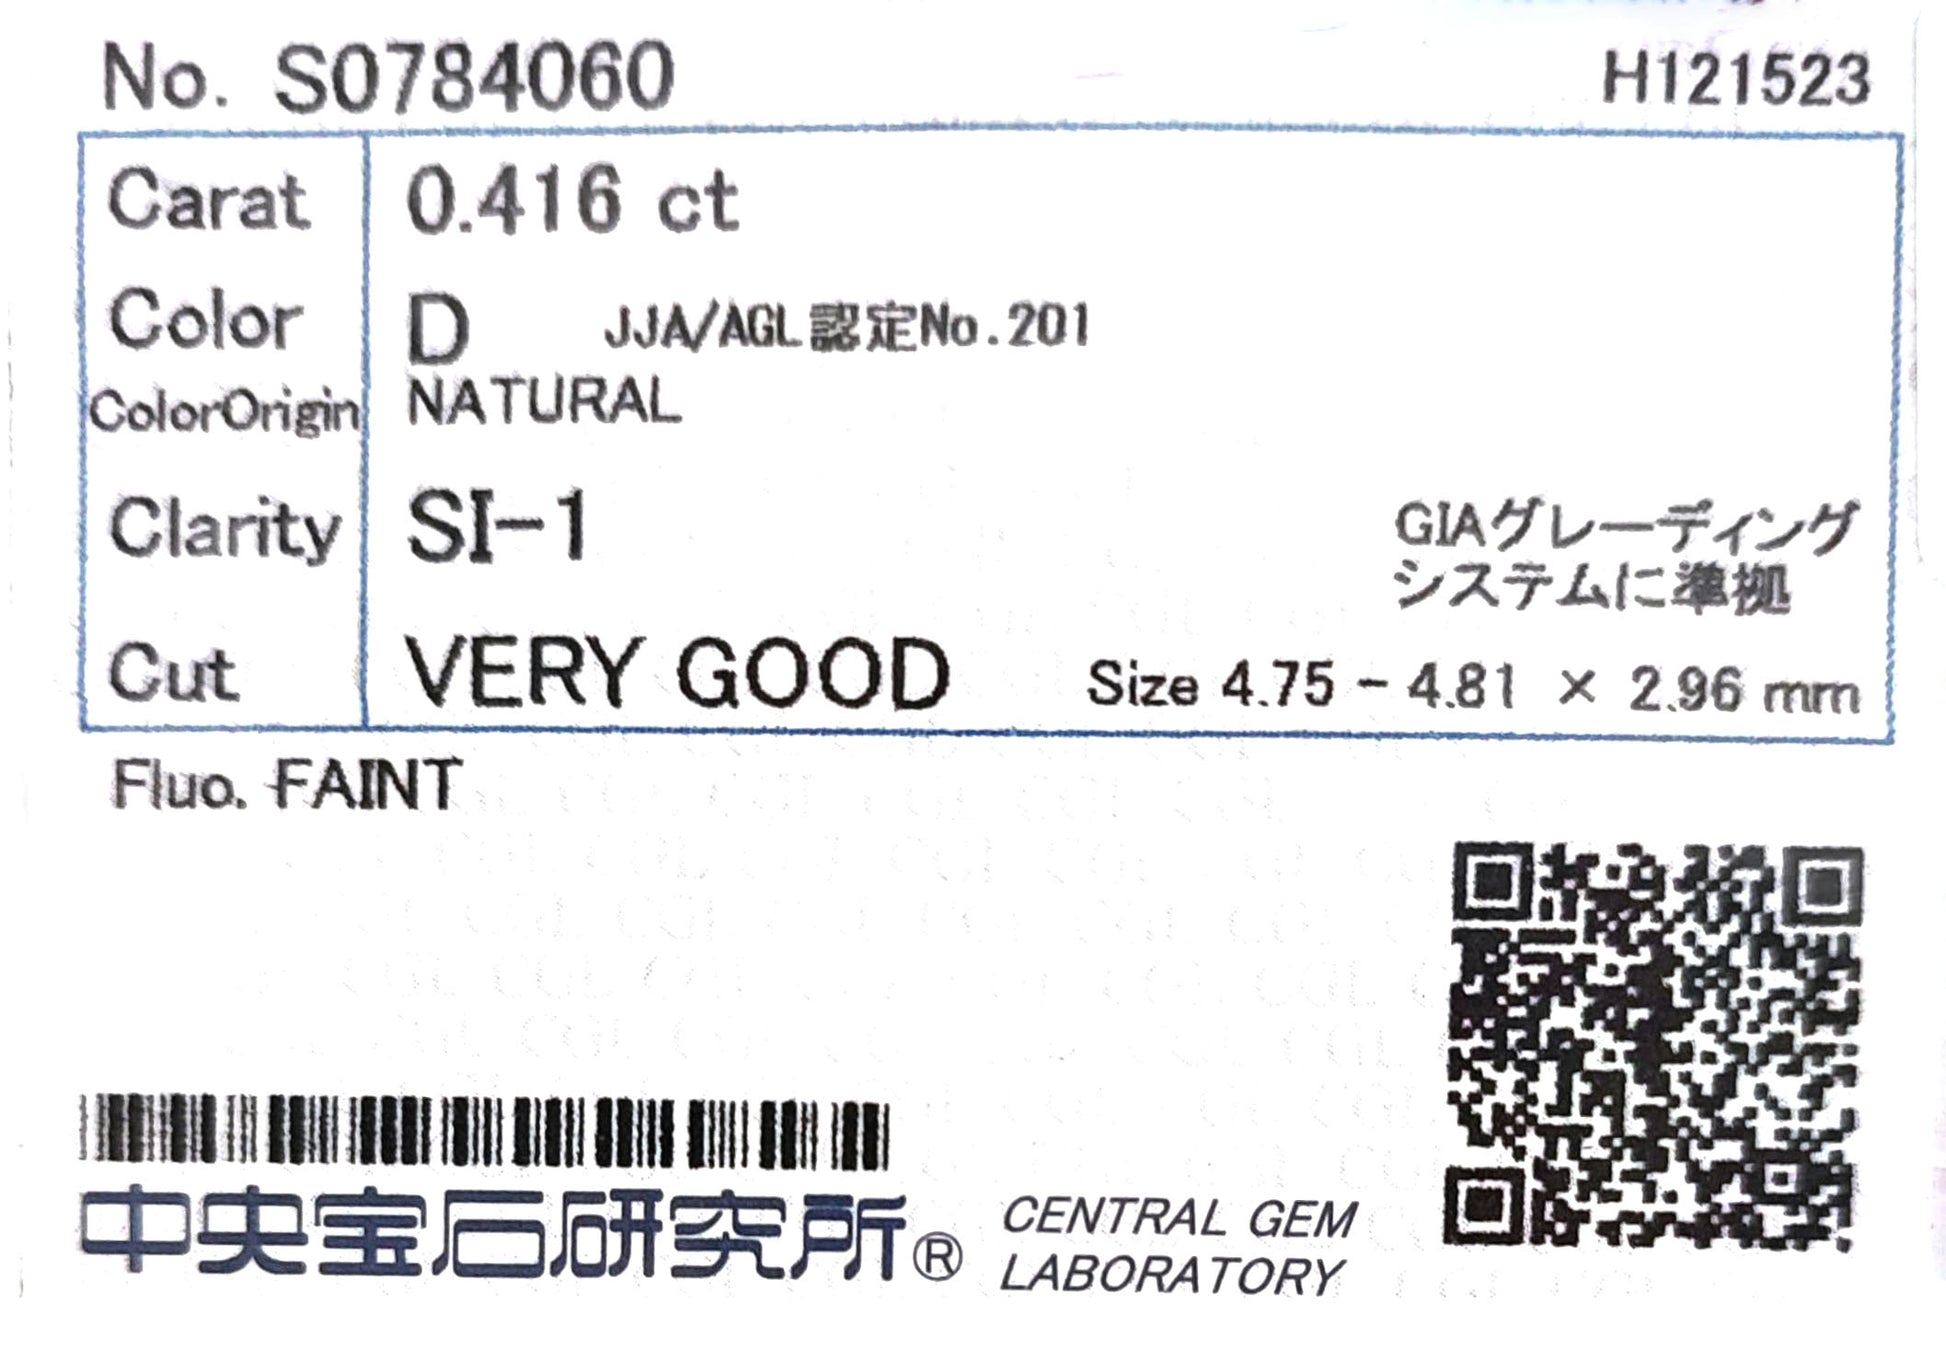 No. S0784060 H121523
Carat 0.416 ct
Color D JJA/AGL認定No.201
ColorOrigin NATURAL
Clarity SI-1 GIAグレーディング
システムに準拠
Cut VERY GOOD Size 4.75 - 4.81 × 2.96 mm
Fluo. FAINT
中央宝石研究所® CENTRAL GEM
LABORATORY